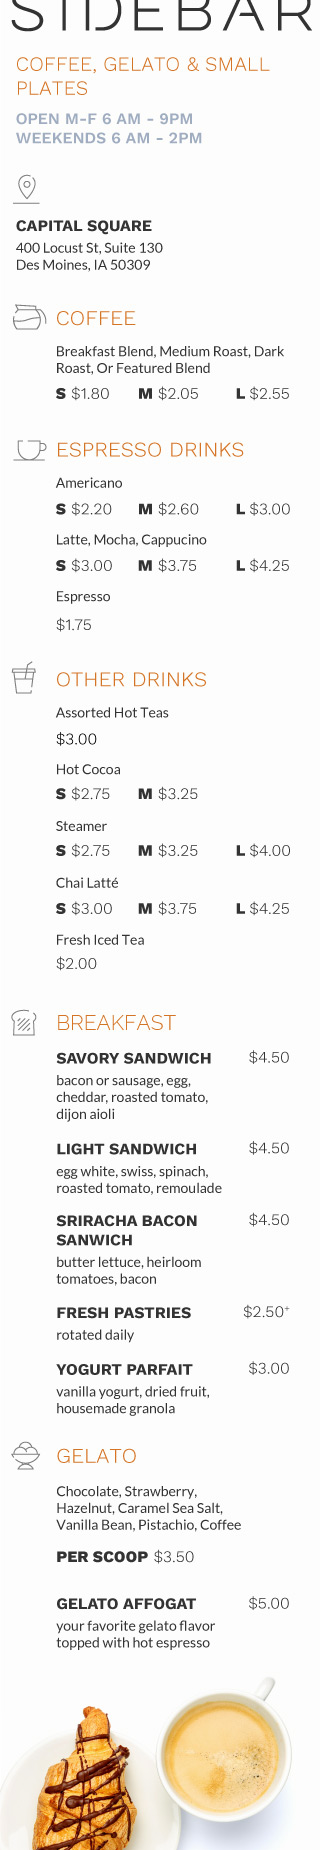 SIDEBAR
COFFEE, GELATO & SMALL
PLATES
OPEN M-F 6 AM - 9PM
WEEKENDS 6 AM - 2PM
CAPITAL SQUARE
400 Locust St, Suite 130
Des Moines, IA 50309
COFFEE
Breakfast Blend, Medium Roast, Dark
Roast, Or Featured Blend
S $1.80 M $2.05 L $2.55
ESPRESSO DRINKS
Americano
S $2.20 M $2.60 L $3.00
Latte, Mocha, Cappucino
S $3.00 M $3.75 L $4.25
Espresso
$1.75
OTHER DRINKS
Assorted Hot Teas
$3.00
Hot Cocoa
S $2.75 M $3.25
Steamer
S $2.75 M $3.25 L $4.00
Chai Latté
S $3.00 M $3.75 L $4.25
Fresh Iced Tea
$2.00
BREAKFAST
SAVORY SANDWICH $4.50
bacon or sausage, egg,
cheddar, roasted tomato,
dijon aioli
LIGHT SANDWICH $4.50
egg white, swiss, spinach,
roasted tomato, remoulade
SRIRACHA BACON $4.50
SANWICH
butter lettuce, heirloom
tomatoes, bacon
FRESH PASTRIES $2.50+
rotated daily
YOGURT PARFAIT $3.00
vanilla yogurt, dried fruit,
housemade granola
GELATO
Chocolate, Strawberry,
Hazelnut, Caramel Sea Salt,
Vanilla Bean, Pistachio, Coffee
PER SCOOP $3.50
GELATO AFFOGAT $5.00
your favorite gelato flavor
topped with hot espresso